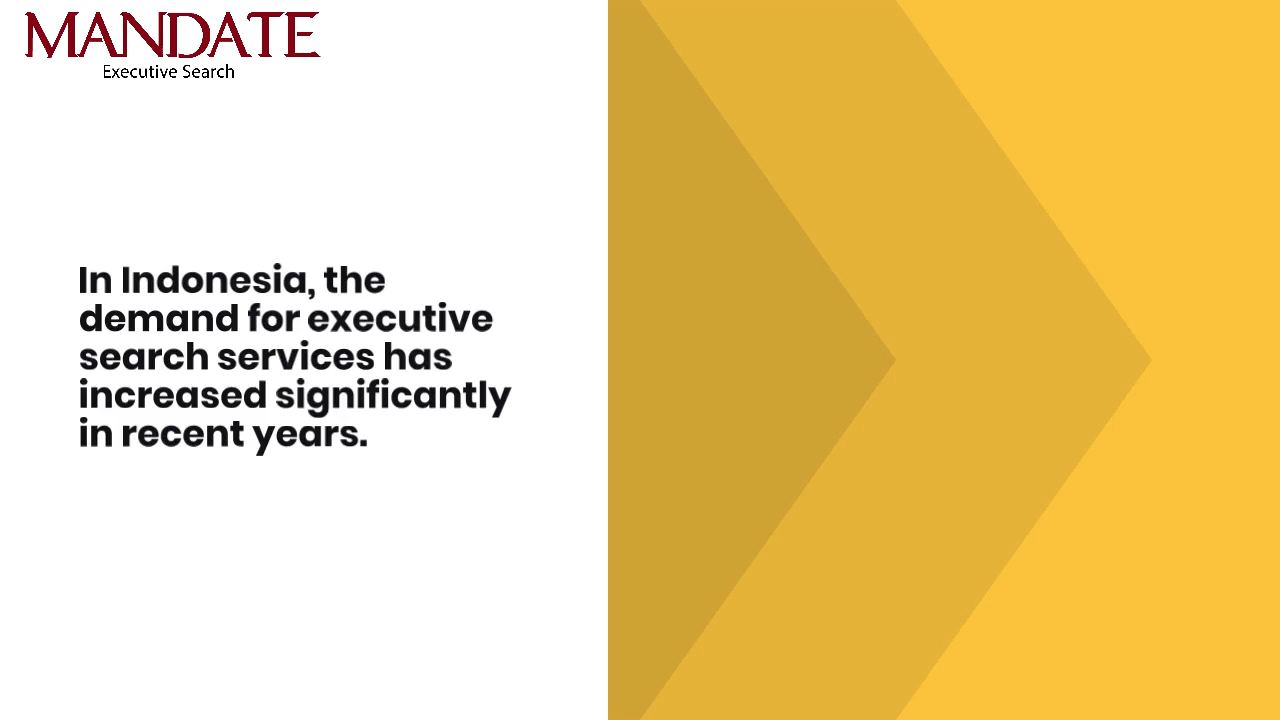 MANDATE
Executive Search
In Indonesia, the
demand for executive
search services has
increased significantly
in recent years.